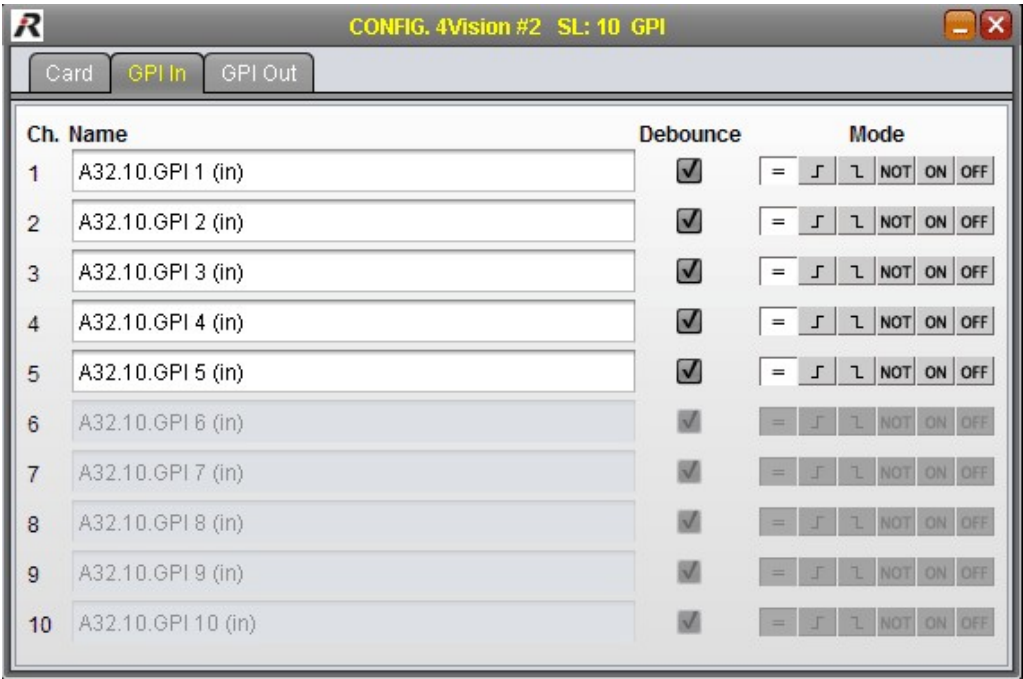 R CONFIG. 4Vision #2 SL: 10 GPI
Card GPI In GPI Out
Ch. Name Debounce Mode
1 A32.10.GPI 1 (in) = NOT ON OFF
2 A32.10.GPI 2 (in) = NOT ON OFF
3 A32.10.GPI 3 (in) = NOT ON OFF
4 A32.10.GPI 4 (in) = NOT ON OFF
5 A32.10.GPI 5 (in) = NOT ON OFF
6 A32.10.GPI 6 (in) = NOT ON OFF
7 A32.10.GPI 7 (in) = NOT ON OFF
8 A32.10.GPI 8 (in) = NOT ON OFF
9 A32.10.GPI 9 (in) = NOT ON OFF
10 A32.10.GPI 10 (in) = NOT ON OFF